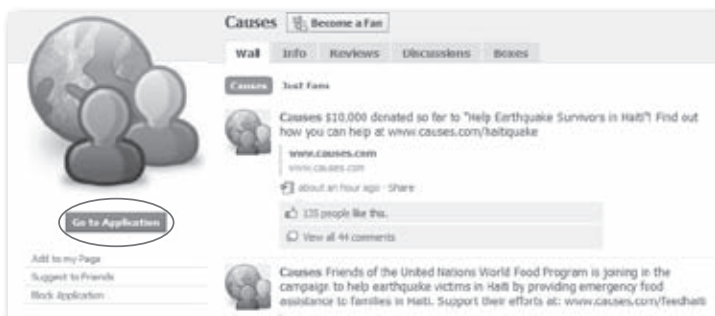 Causes Become a Fan
Wall Info Reviews Discussions Boxes
Causes Just Fans
Causes $10,000 donated so far to "Help Earthquake Survivors in Haiti"! Find out
how you can help at www.causes.com/haitiquake
www.causes.com
www.causes.com
about an hour ago · Share
135 people like this.
View all 44 comments
Go to Application
Add to my Page
Suggest to Friends
Block Application
Causes Friends of the United Nations World Food Program is joining in the
campaign to help earthquake victims in Haiti by providing emergency food
assistance to families in Haiti. Support their efforts at: www.causes.com/feedhaiti